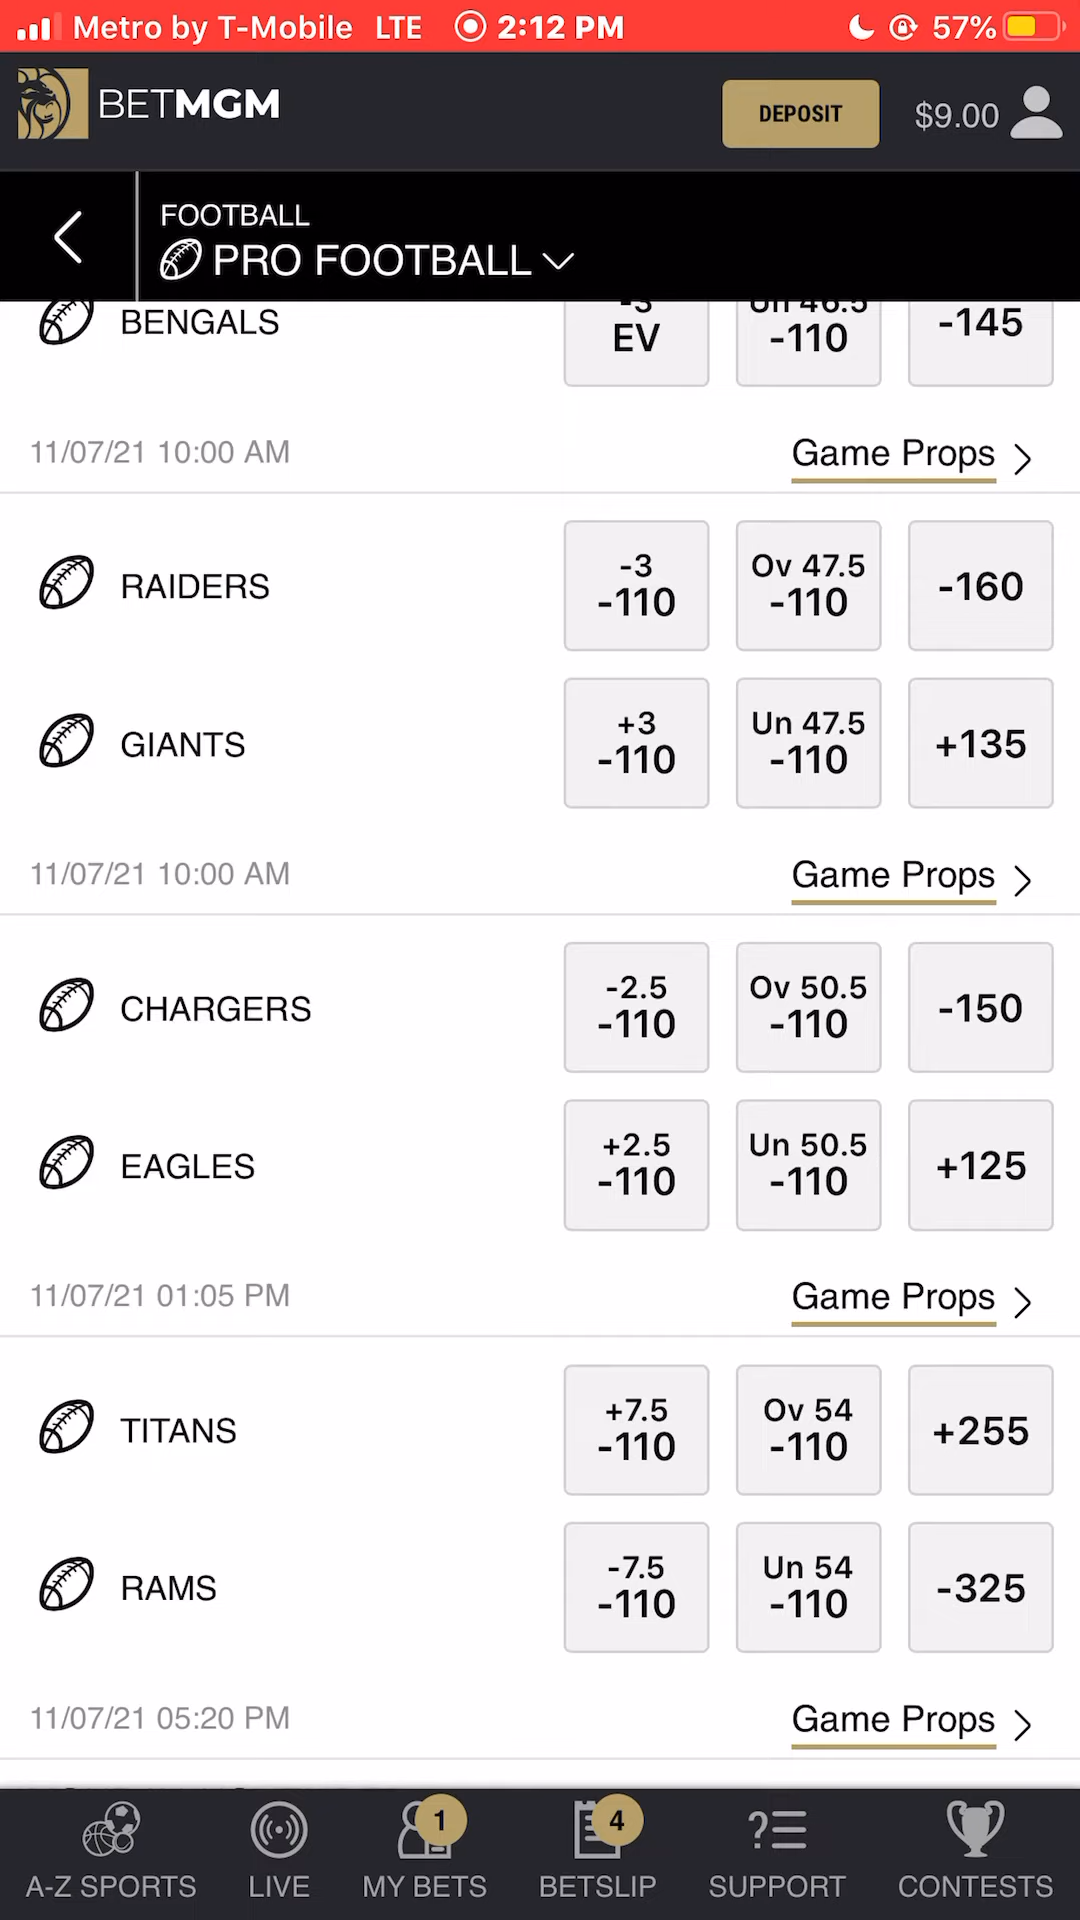 Metro by T-Mobile LTE 2:12 PM 57%
BETMGM DEPOSIT $9.00
FOOTBALL
PRO FOOTBALL
-3 Un 46.5
BENGALS EV -110 -145
11/07/21 10:00 AM Game Props
-3 Ov 47.5
RAIDERS -110 -110 -160
+3 Un 47.5
GIANTS -110 -110 +135
11/07/21 10:00 AM Game Props
-2.5 Ov 50.5
CHARGERS -110 -110 -150
+2.5 Un 50.5
EAGLES -110 -110 +125
11/07/21 01:05 PM Game Props
+7.5 Ov 54
TITANS -110 -110 +255
-7.5 Un 54
RAMS -110 -110 -325
11/07/21 05:20 PM Game Props
1 4
A-Z SPORTS LIVE MY BETS BETSLIP SUPPORT CONTESTS